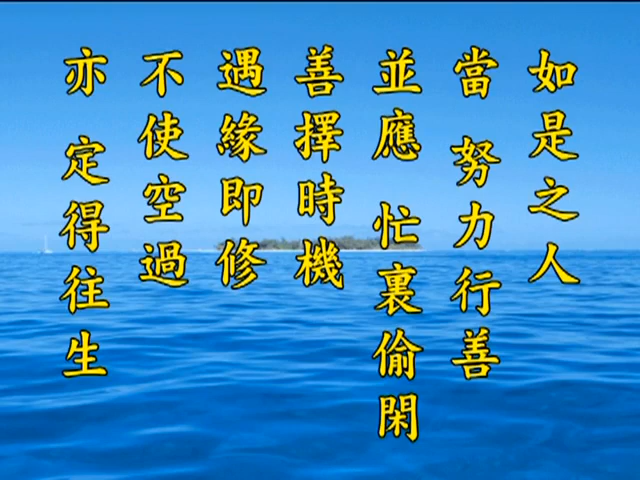 如是之人
當 努力行善
並應 忙裏偷閑
善擇時機
遇緣即修
不使空過
亦 定得往生